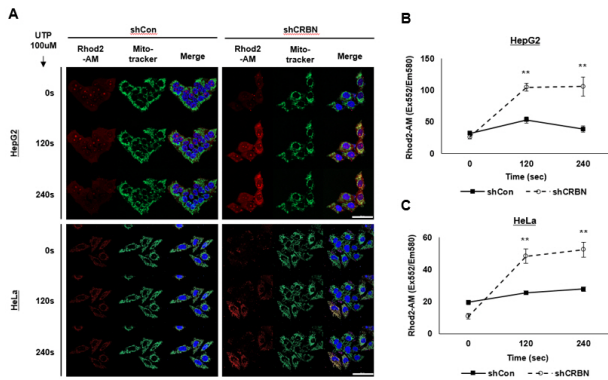 A
UTP
100uM
shCon
shCRBN
Rhod2
-AM
Mito-
tracker
Merge
Rhod2
-AM
Mito-
tracker
Merge
HepG2
0s
120s
240s
HeLa
0s
120s
240s
B
HepG2
Rhod2-AM (Ex552/Em580)
150
100
50
0
**
**
0
120
240
Time (sec)
shCon
shCRBN
C
HeLa
Rhod2-AM (Ex552/Em580)
60
40
20
0
**
**
0
120
240
Time (sec)
shCon
shCRBN